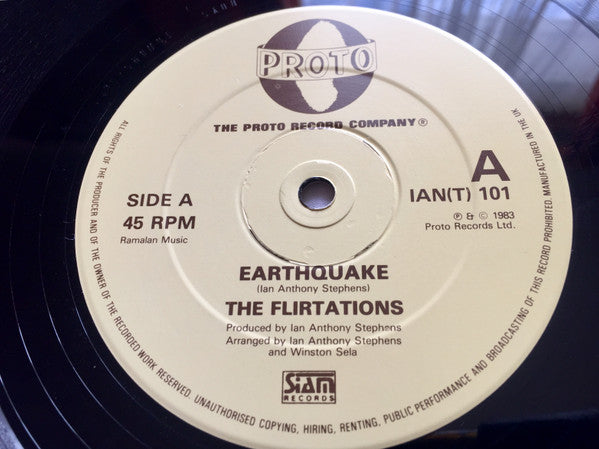 PROTO
THE PROTO RECORD COMPANY®
SIDE A
45 RPM
Ramalan Music
A
IAN(T) 101
℗ & © 1983
Proto Records Ltd.
EARTHQUAKE
(Ian Anthony Stephens)
THE FLIRTATIONS
Produced by Ian Anthony Stephens
Arranged by Ian Anthony Stephens
and Winston Sela
SIAM
RECORDS
ALL RIGHTS OF THE PRODUCER AND OF THE OWNER OF THE RECORDED WORK RESERVED. UNAUTHORISED COPYING, HIRING, RENTING, PUBLIC PERFORMANCE AND BROADCASTING OF THIS RECORD PROHIBITED. MANUFACTURED IN THE UK.